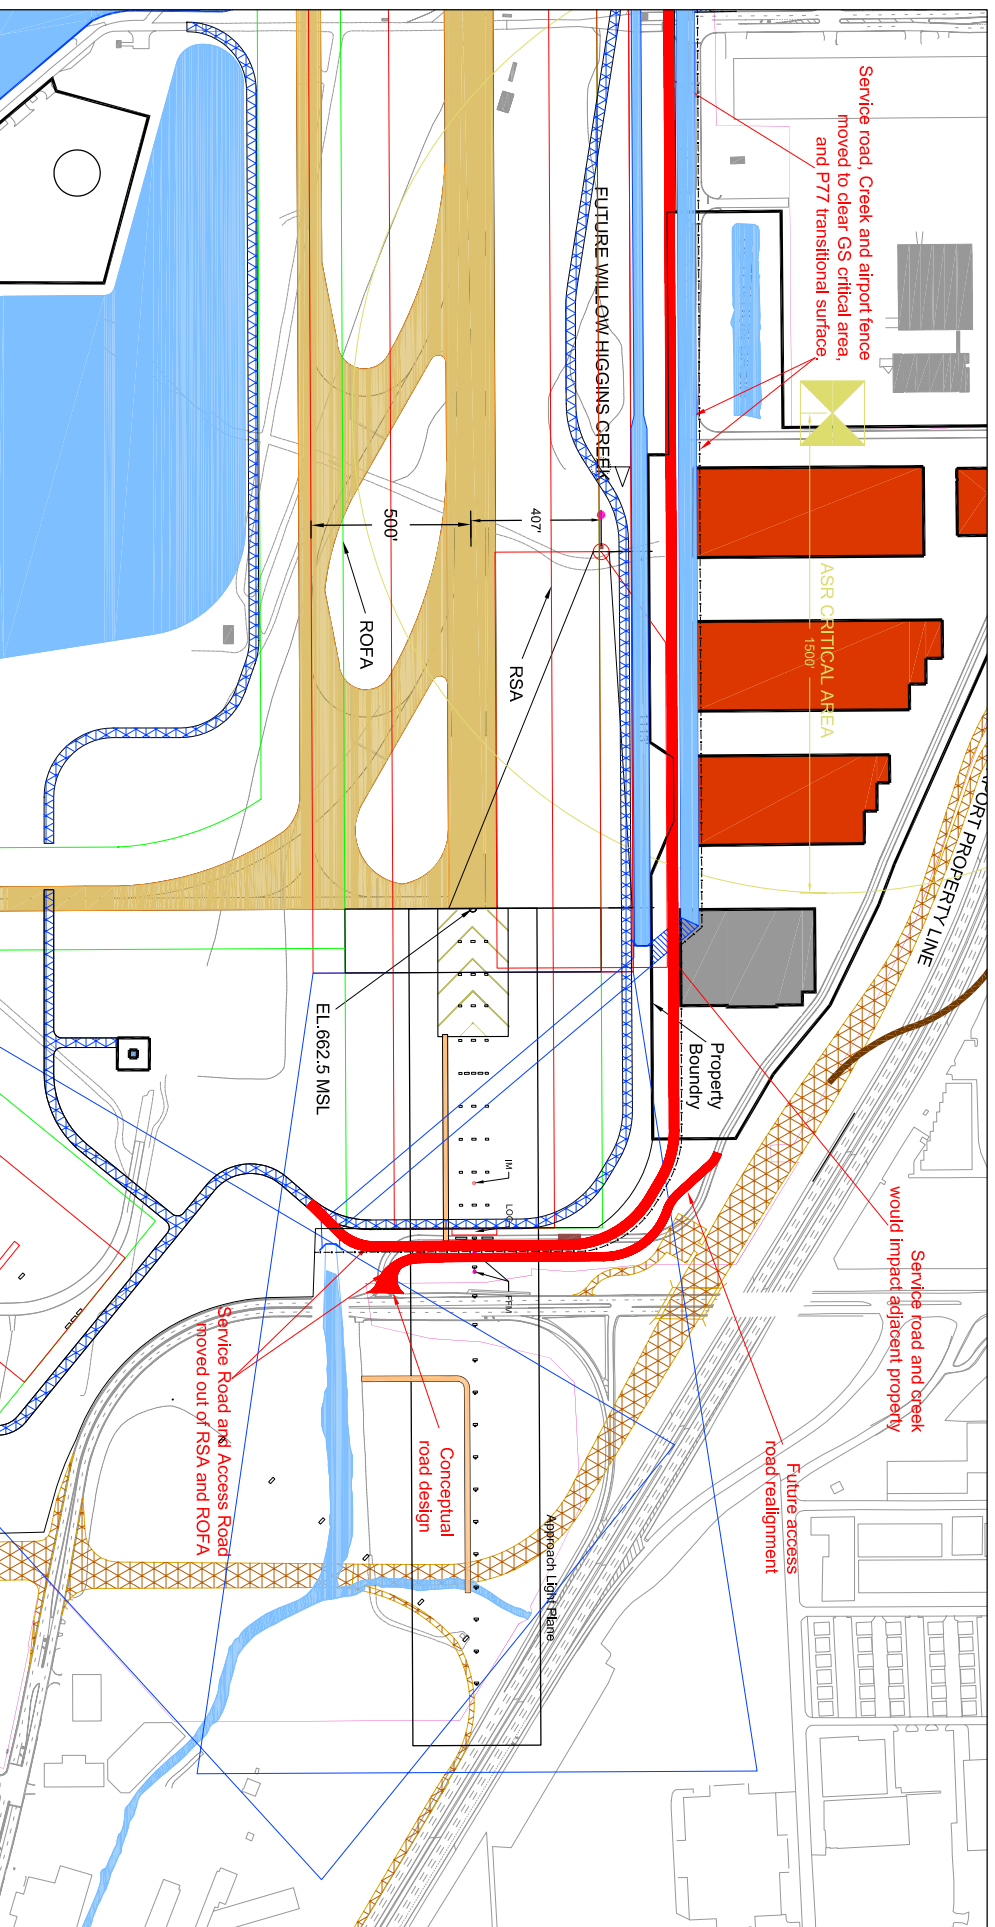 Service road, Creek and airport fence
moved to clear GS critical area,
and P77 transitional surface.
FUTURE WILLOW HIGGINS CREEK
500'
407'
ROFA
RSA
ASR CRITICAL AREA
1500'
PORT PROPERTY LINE
EL.662.5 MSL
Property
Boundry
IM
LOC
FFM
Service road and creek
would impact adjacent property
Future access
road realignment
Conceptual
road design
Service Road and Access Road
moved out of RSA and ROFA
Approach Light Plane